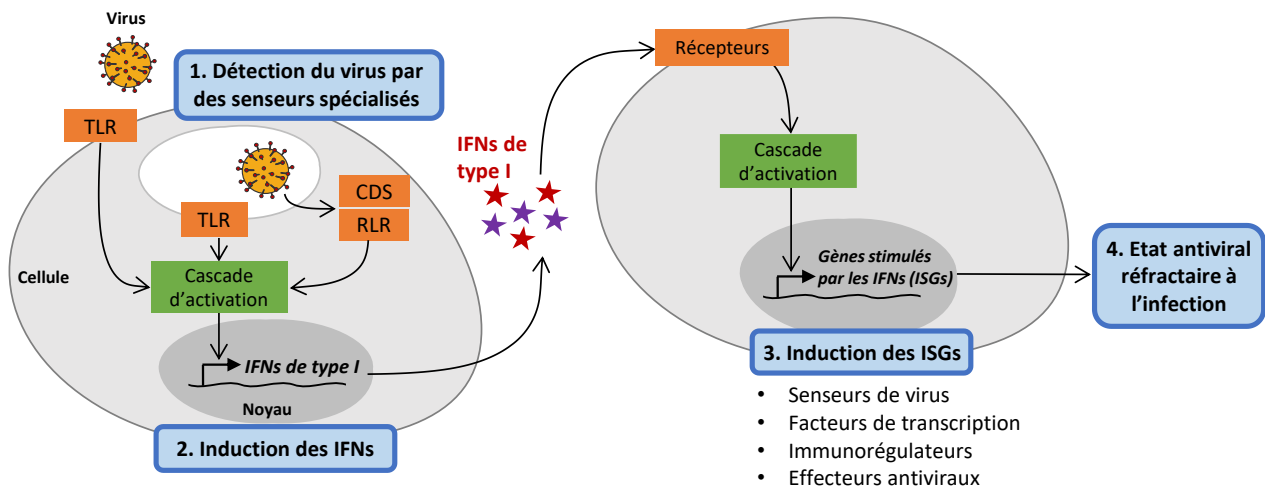 Virus
1. Détection du virus par
des senseurs spécialisés
TLR
CDS
RLR
TLR
Cellule
Cascade
d'activation
IFNs de type I
Noyau
2. Induction des IFNs
IFNs de
type I
Récepteurs
Cascade
d'activation
Gènes stimulés
par les IFNs (ISGs)
3. Induction des ISGs
• Senseurs de virus
• Facteurs de transcription
• Immunorégulateurs
• Effecteurs antiviraux
4. Etat antiviral
réfractaire à
l'infection